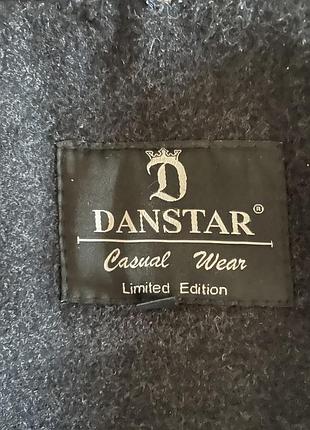 D
DANSTAR®
Casual Wear
Limited Edition